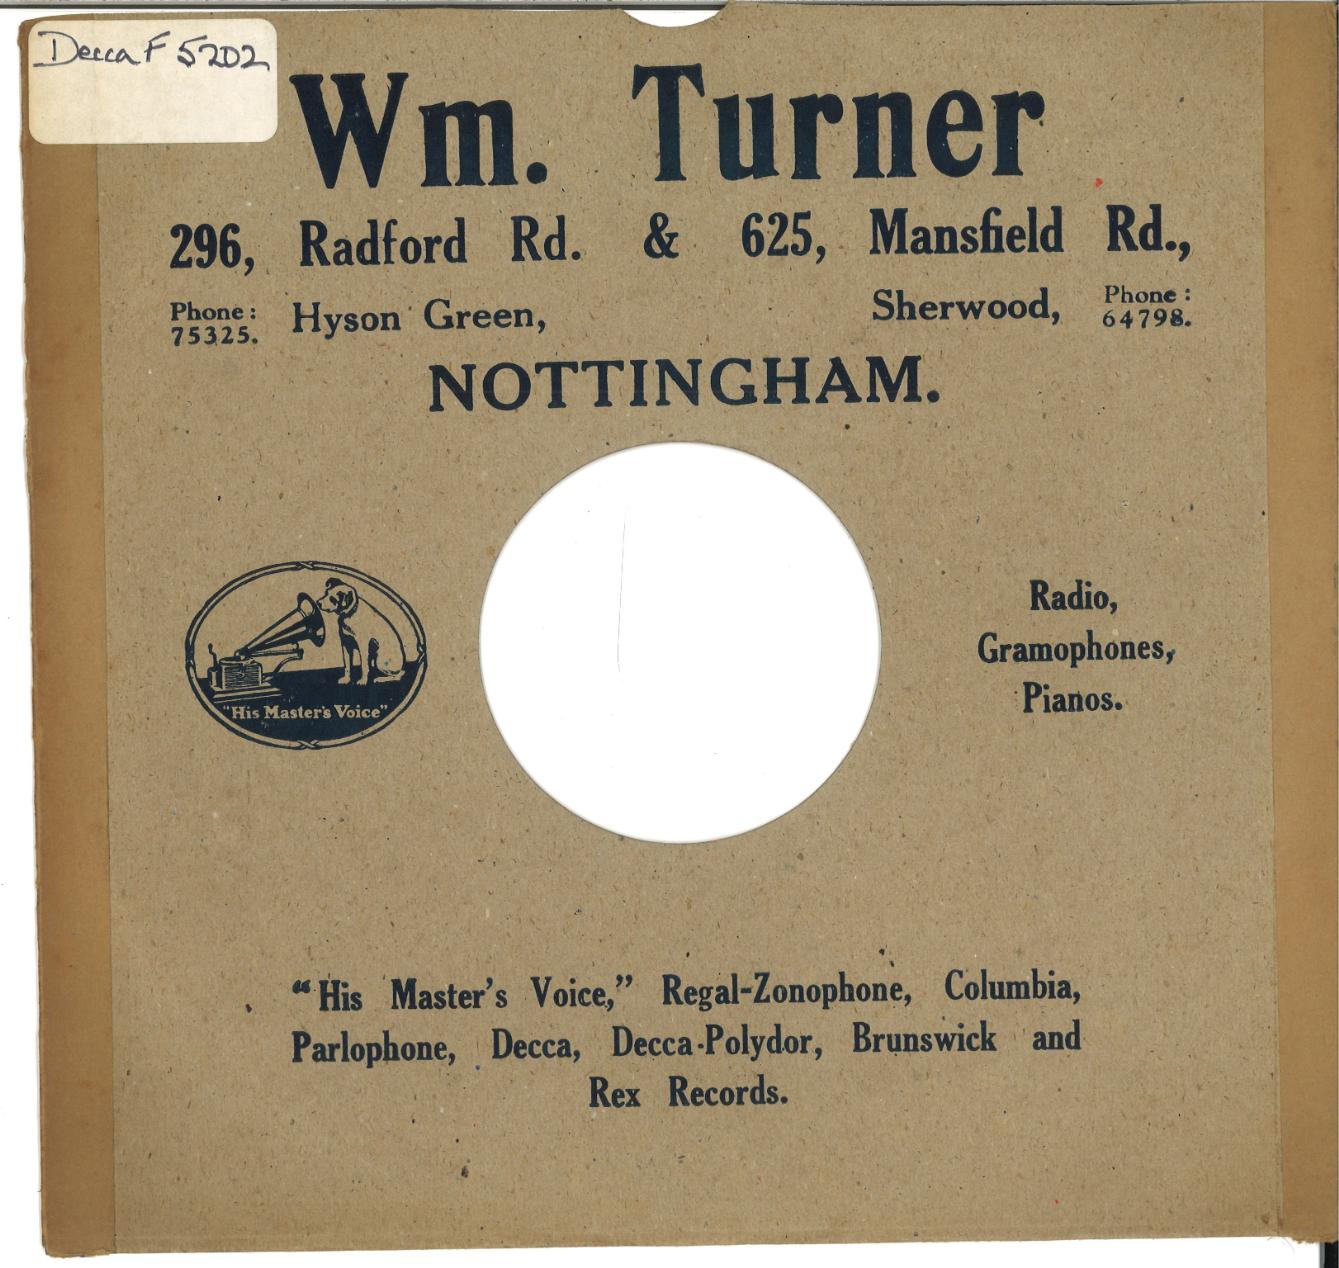 Decca F 5202
Wm. Turner
296, Radford Rd. & 625, Mansfield Rd.,
Phone: 75325. Hyson Green, Sherwood, Phone: 64798.
NOTTINGHAM.
"His Master's Voice"
Radio,
Gramophones,
Pianos.
"His Master's Voice," Regal-Zonophone, Columbia,
Parlophone, Decca, Decca-Polydor, Brunswick and
Rex Records.